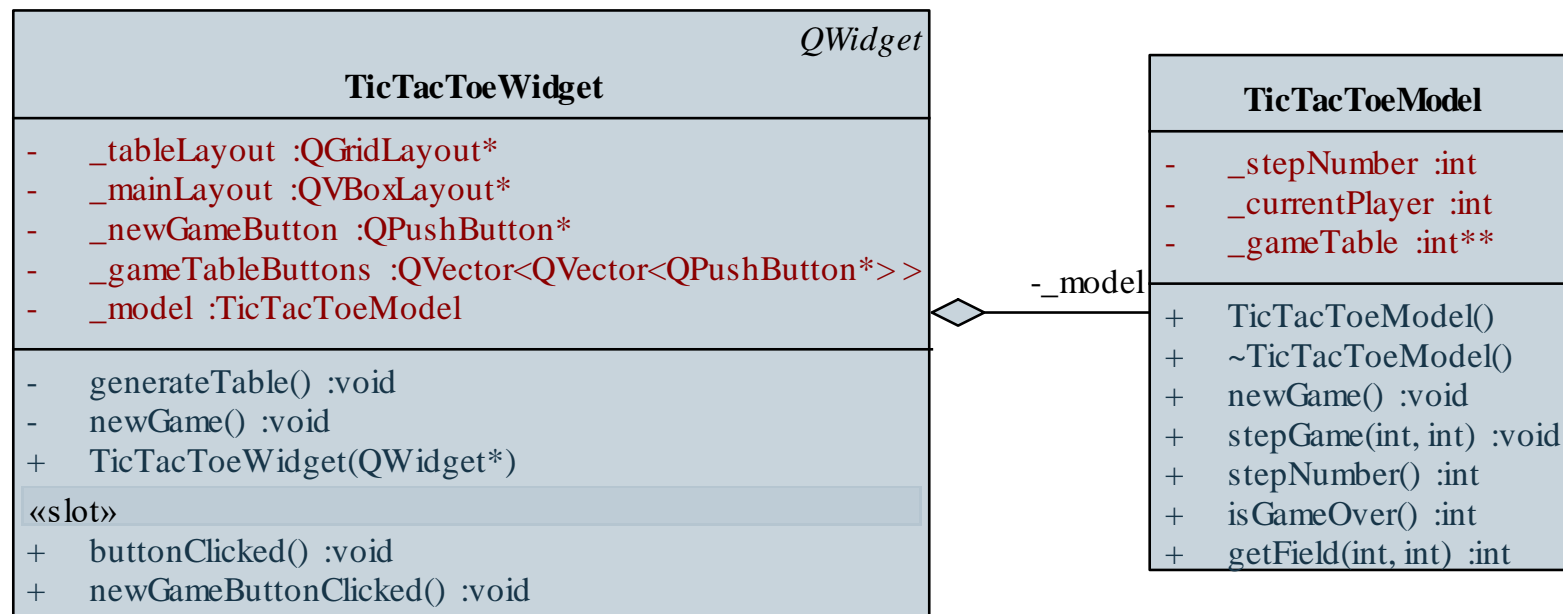 QWidget
TicTacToeWidget
- _tableLayout :QGridLayout*
- _mainLayout :QVBoxLayout*
- _newGameButton :QPushButton*
- _gameTableButtons :QVector<QVector<QPushButton*>>
- _model :TicTacToeModel
- generateTable() :void
- newGame() :void
+ TicTacToeWidget(QWidget*)
«slot»
+ buttonClicked() :void
+ newGameButtonClicked() :void
-_model
TicTacToeModel
- _stepNumber :int
- _currentPlayer :int
- _gameTable :int**
+ TicTacToeModel()
+ ~TicTacToeModel()
+ newGame() :void
+ stepGame(int, int) :void
+ stepNumber() :int
+ isGameOver() :int
+ getField(int, int) :int